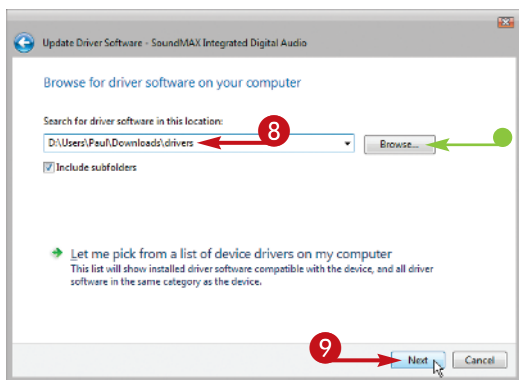 Update Driver Software - SoundMAX Integrated Digital Audio
Browse for driver software on your computer
Search for driver software in this location:
D:\Users\Paul\Downloads\drivers
8
Browse...
Include subfolders
Let me pick from a list of device drivers on my computer
This list will show installed driver software compatible with the device, and all driver
software in the same category as the device.
9
Next
Cancel